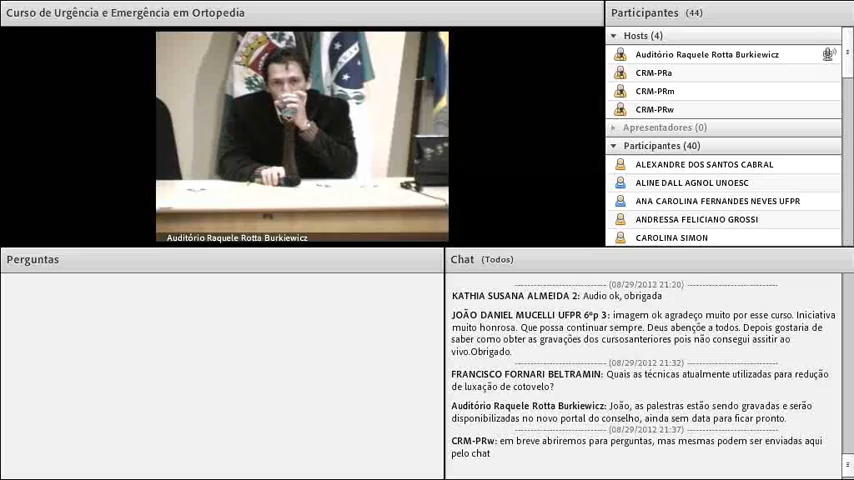 Curso de Urgência e Emergência em Ortopedia
Auditório Raquele Rotta Burkiewicz
Participantes (44)
Hosts (4)
Auditório Raquele Rotta Burkiewicz
CRM-PRa
CRM-PRm
CRM-PRw
Apresentadores (0)
Participantes (40)
ALEXANDRE DOS SANTOS CABRAL
ALINE DALL AGNOL UNOESC
ANA CAROLINA FERNANDES NEVES UFPR
ANDRESSA FELICIANO GROSSI
CAROLINA SIMON
Perguntas
Chat (Todos)
(08/29/2012 21:20)
KATHIA SUSANA ALMEIDA 2: Audio ok, obrigada
JOÃO DANIEL MUCELLI UFPR 6ºp 3: imagem ok agradeço muito por esse curso. Iniciativa
muito honrosa. Que possa continuar sempre. Deus abençõe a todos. Depois gostaria de
saber como obter as gravações dos cursosanteriores pois não consegui assitir ao
vivo.Obrigado.
(08/29/2012 21:32)
FRANCISCO FORNARI BELTRAMIN: Quais as técnicas atualmente utilizadas para redução
de luxação de cotovelo?
Auditório Raquele Rotta Burkiewicz: João, as palestras estão sendo gravadas e serão
disponibilizadas no novo portal do conselho, ainda sem data para ficar pronto.
(08/29/2012 21:37)
CRM-PRw: em breve abriremos para perguntas, mas mesmas podem ser enviadas aqui
pelo chat